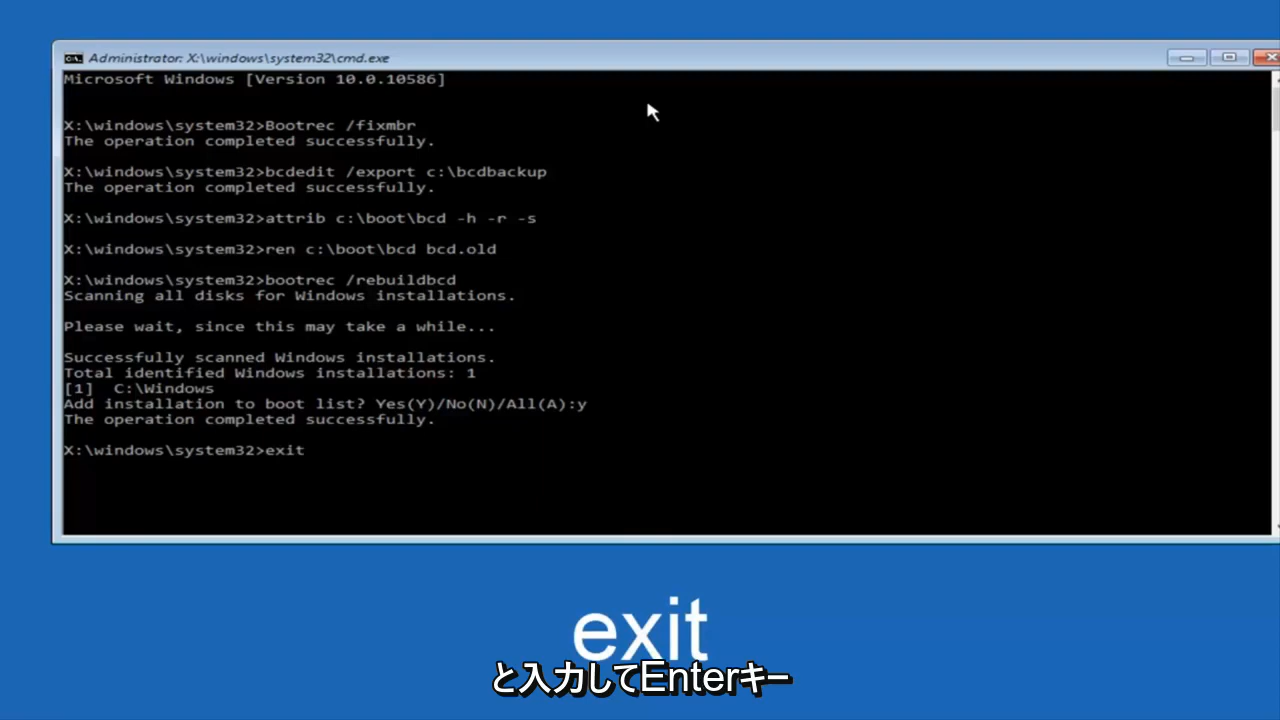 Administrator: X:\windows\system32\cmd.exe
Microsoft Windows [Version 10.0.10586]
X:\windows\system32>Bootrec /fixmbr
The operation completed successfully.
X:\windows\system32>bcdedit /export c:\bcdbackup
The operation completed successfully.
X:\windows\system32>attrib c:\boot\bcd -h -r -s
X:\windows\system32>ren c:\boot\bcd bcd.old
X:\windows\system32>bootrec /rebuildbcd
Scanning all disks for Windows installations.
Please wait, since this may take a while...
Successfully scanned Windows installations.
Total identified Windows installations: 1
[1]  C:\Windows
Add installation to boot list? Yes(Y)/No(N)/All(A):y
The operation completed successfully.
X:\windows\system32>exit
exit
と入力してEnterキー